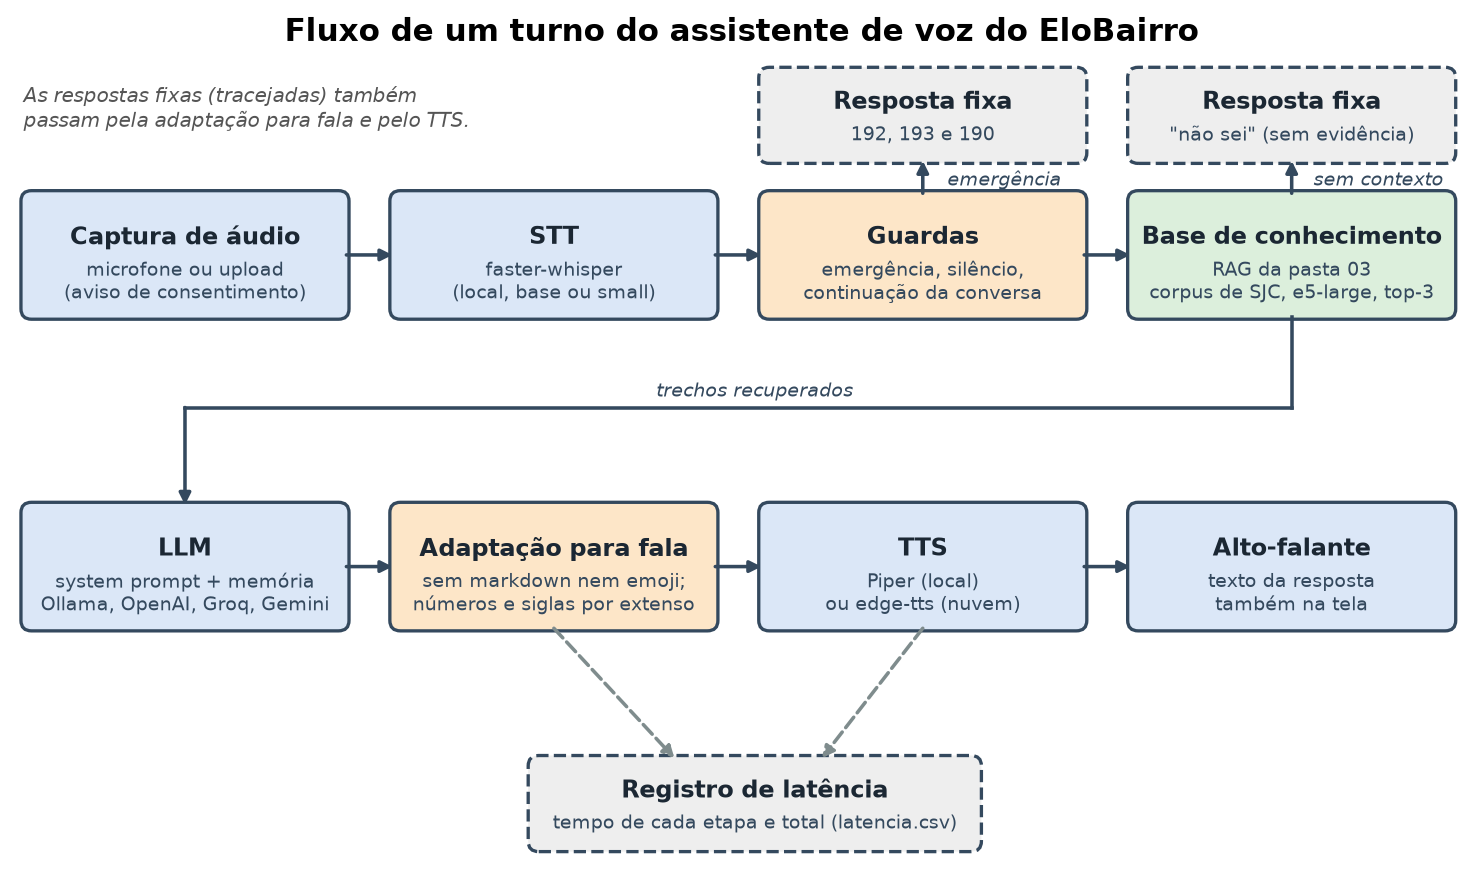 Fluxo de um turno do assistente de voz do EloBairro
As respostas fixas (tracejadas) também
passam pela adaptação para fala e pelo TTS.
Resposta fixa
192, 193 e 190
Resposta fixa
"não sei" (sem evidência)
emergência
sem contexto
Captura de áudio
microfone ou upload
(aviso de consentimento)
STT
faster-whisper
(local, base ou small)
Guardas
emergência, silêncio,
continuação da conversa
Base de conhecimento
RAG da pasta 03
corpus de SJC, e5-large, top-3
trechos recuperados
LLM
system prompt + memória
Ollama, OpenAI, Groq, Gemini
Adaptação para fala
sem markdown nem emoji;
números e siglas por extenso
TTS
Piper (local)
ou edge-tts (nuvem)
Alto-falante
texto da resposta
também na tela
Registro de latência
tempo de cada etapa e total (latencia.csv)